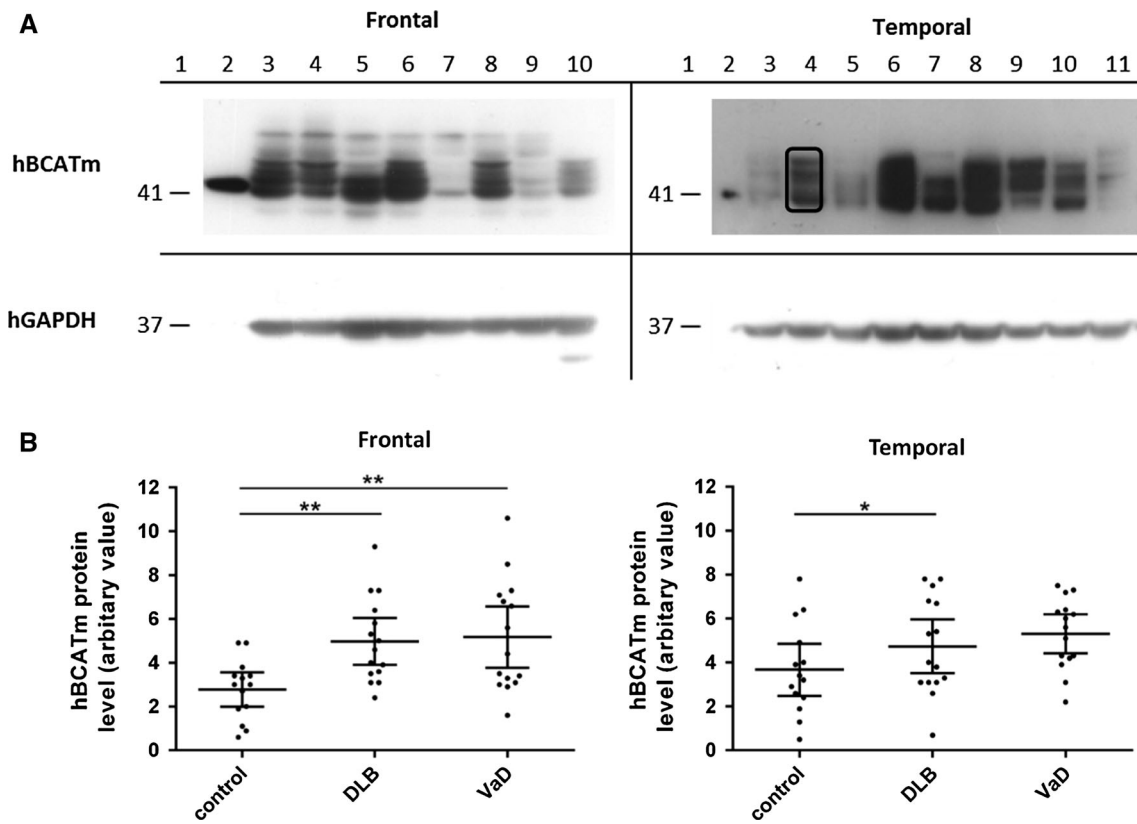 A
Frontal
Temporal
1 2 3 4 5 6 7 8 9 10
1 2 3 4 5 6 7 8 9 10 11
hBCATm
41 —
41 —
hGAPDH
37 —
37 —
B
Frontal
Temporal
hBCATm protein
level (arbitary value)
12
10
8
6
4
2
0
**
**
control
DLB
VaD
hBCATm protein
level (arbitary value)
12
10
8
6
4
2
0
*
control
DLB
VaD